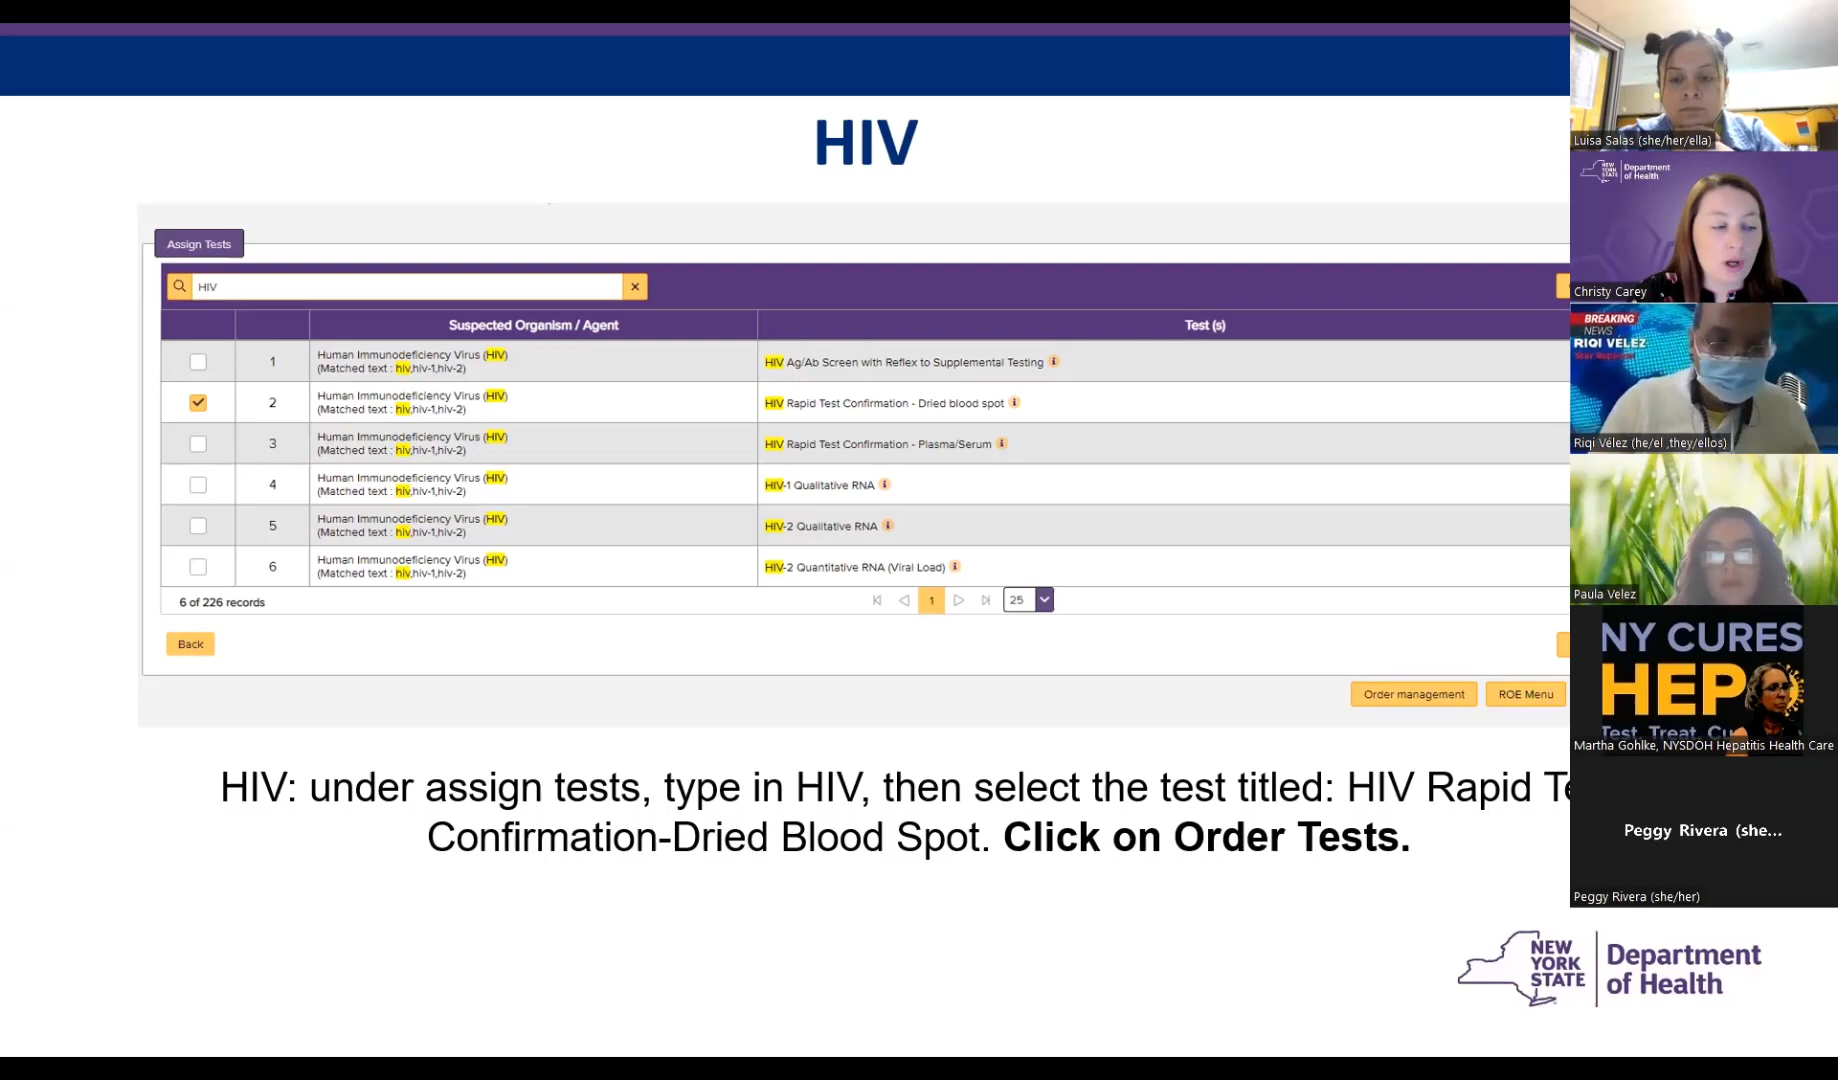 HIV
Assign Tests
HIV
Suspected Organism / Agent
Test (s)
1
Human Immunodeficiency Virus (HIV)
(Matched text : hiv,hiv-1,hiv-2)
HIV Ag/Ab Screen with Reflex to Supplemental Testing
2
Human Immunodeficiency Virus (HIV)
(Matched text : hiv,hiv-1,hiv-2)
HIV Rapid Test Confirmation - Dried blood spot
3
Human Immunodeficiency Virus (HIV)
(Matched text : hiv,hiv-1,hiv-2)
HIV Rapid Test Confirmation - Plasma/Serum
4
Human Immunodeficiency Virus (HIV)
(Matched text : hiv,hiv-1,hiv-2)
HIV-1 Qualitative RNA
5
Human Immunodeficiency Virus (HIV)
(Matched text : hiv,hiv-1,hiv-2)
HIV-2 Qualitative RNA
6
Human Immunodeficiency Virus (HIV)
(Matched text : hiv,hiv-1,hiv-2)
HIV-2 Quantitative RNA (Viral Load)
6 of 226 records
1
25
Back
Order management
ROE Menu
HIV: under assign tests, type in HIV, then select the test titled: HIV Rapid Te
Confirmation-Dried Blood Spot. Click on Order Tests.
NEW
YORK
STATE
Department
of Health
Luisa Salas (she/her/ella)
NEW
YORK
STATE
Department
of Health
Christy Carey
BREAKING
NEWS
RIQI VÉLEZ
Star Reporter
Riqi Vélez (he/el ,they/ellos)
Paula Velez
NY CURES
HEP
Test. Treat. Cu
Martha Gohlke, NYSDOH Hepatitis Health Care
Peggy Rivera (she...
Peggy Rivera (she/her)